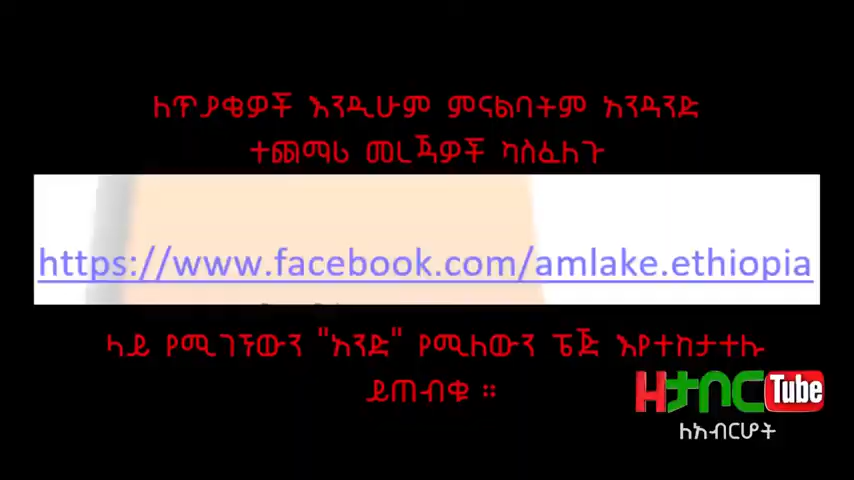 ለጥያቄዎች እንዲሁም ምናልባትም አንዳንድ
ተጨማሪ መረጃዎች ካስፈለጉ
https://www.facebook.com/amlake.ethiopia
ላይ የሚገኘውን "አንድ" የሚለውን ፔጅ እየተከታተሉ
ይጠብቁ ።
ዘታቦር Tube
ለአብርሆት